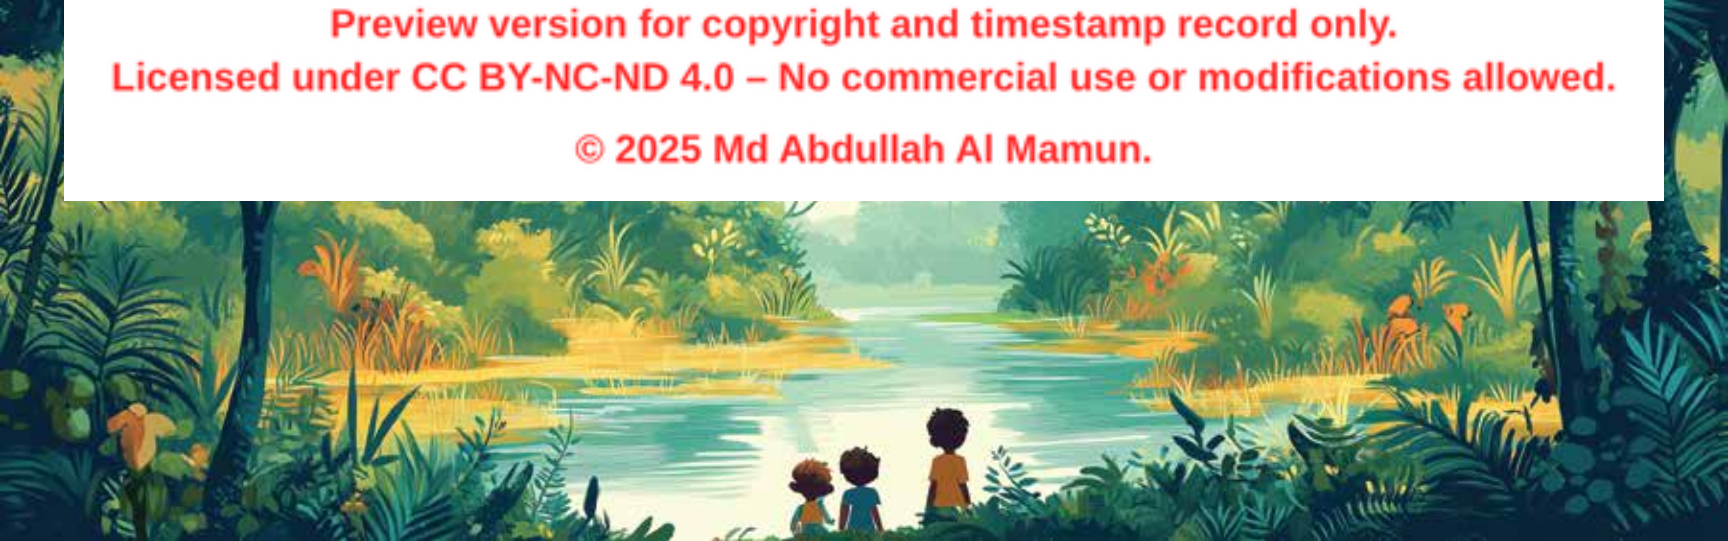 Preview version for copyright and timestamp record only.
Licensed under CC BY-NC-ND 4.0 – No commercial use or modifications allowed.
© 2025 Md Abdullah Al Mamun.